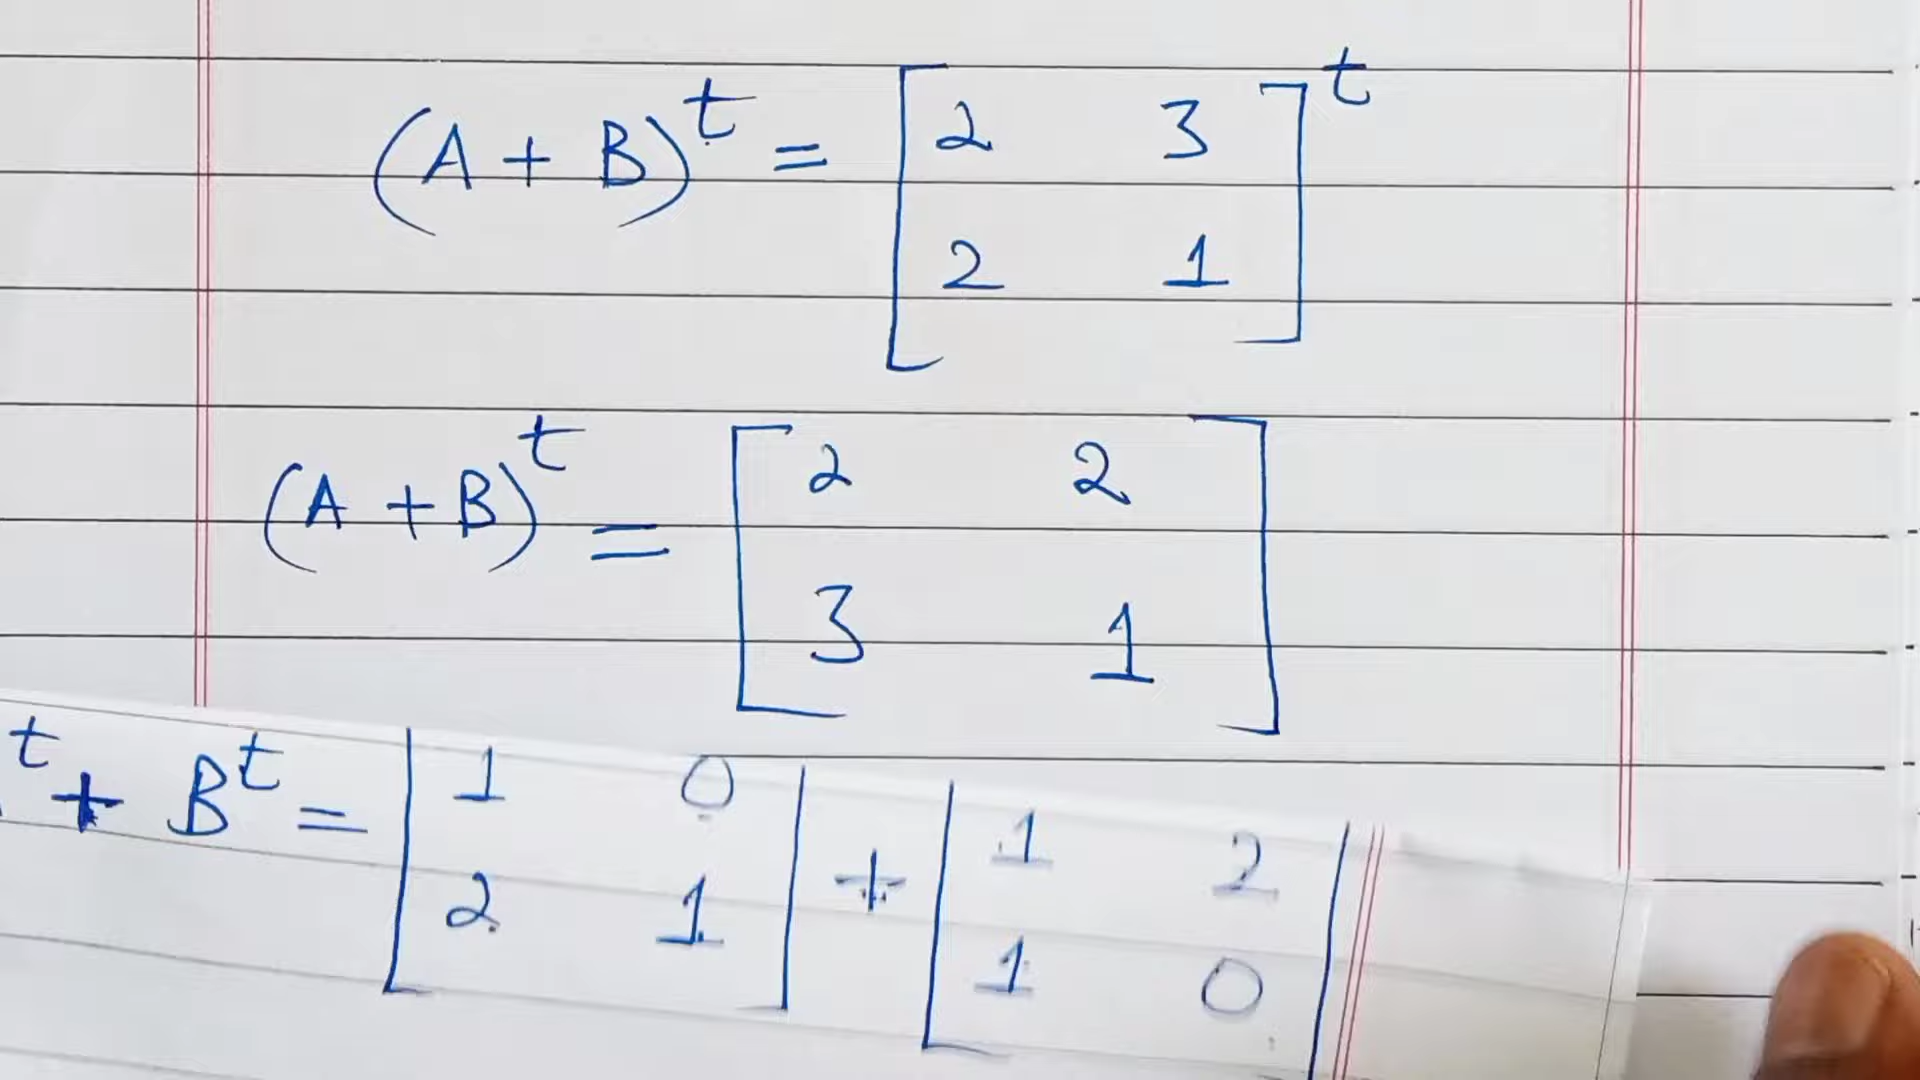 (A + B)^t = [2 3]^t
[2 1]
(A + B)^t = [2 2]
[3 1]
t + B^t = [1 0] + [1 2]
[2 1] [1 0]